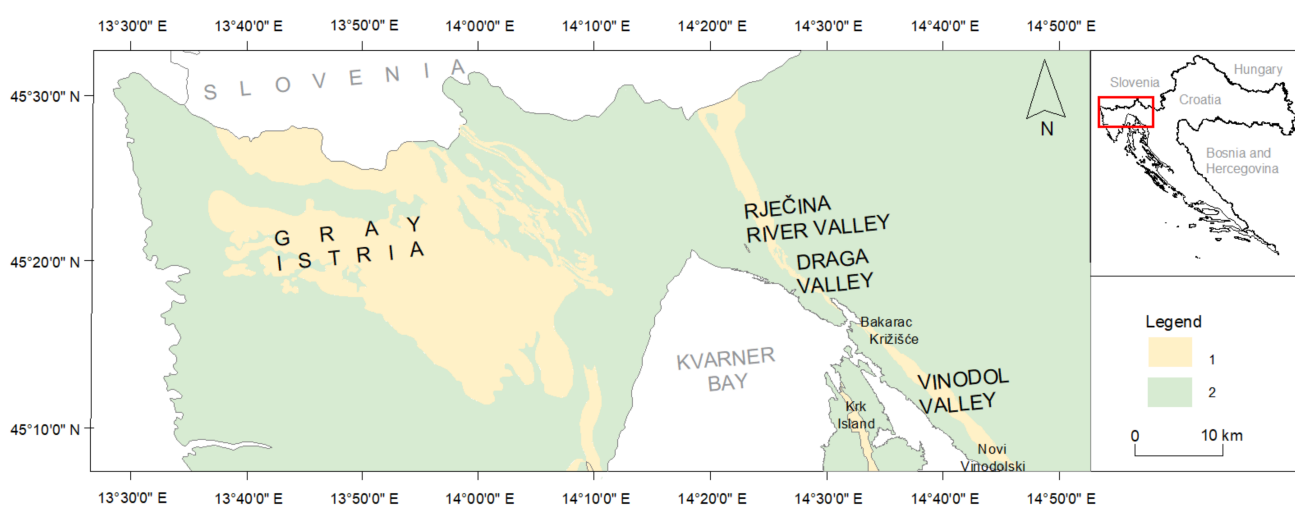 13°30'0" E 13°40'0" E 13°50'0" E 14°00'0" E 14°10'0" E 14°20'0" E 14°30'0" E 14°40'0" E 14°50'0" E
SLOVENIA
45°30'0" N
N
GRAY
ISTRIA
RJEČINA
RIVER VALLEY
45°20'0" N
DRAGA
VALLEY
Bakarac
Križišće
KVARNER
BAY
VINODOL
VALLEY
Krk
Island
45°10'0" N
Novi
Vinodolski
13°30'0" E 13°40'0" E 13°50'0" E 14°00'0" E 14°10'0" E 14°20'0" E 14°30'0" E 14°40'0" E 14°50'0" E
Slovenia
Hungary
Croatia
Bosnia and
Hercegovina
Legend
1
2
0 10 km